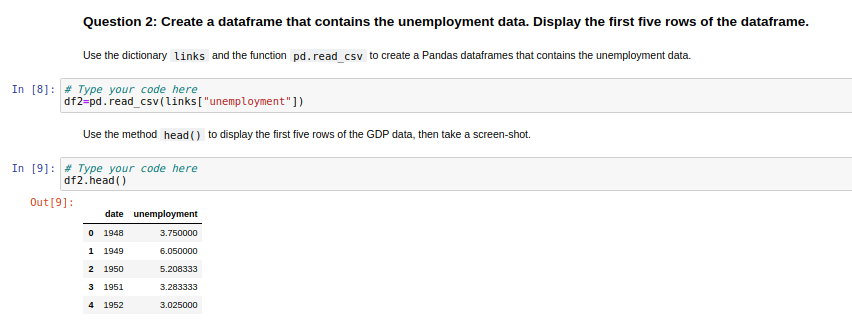 Question 2: Create a dataframe that contains the unemployment data. Display the first five rows of the dataframe.
Use the dictionary links and the function pd.read_csv to create a Pandas dataframes that contains the unemployment data.
In [8]: # Type your code here
df2=pd.read_csv(links["unemployment"])
Use the method head() to display the first five rows of the GDP data, then take a screen-shot.
In [9]: # Type your code here
df2.head()
Out[9]:
date unemployment
0 1948 3.750000
1 1949 6.050000
2 1950 5.208333
3 1951 3.283333
4 1952 3.025000